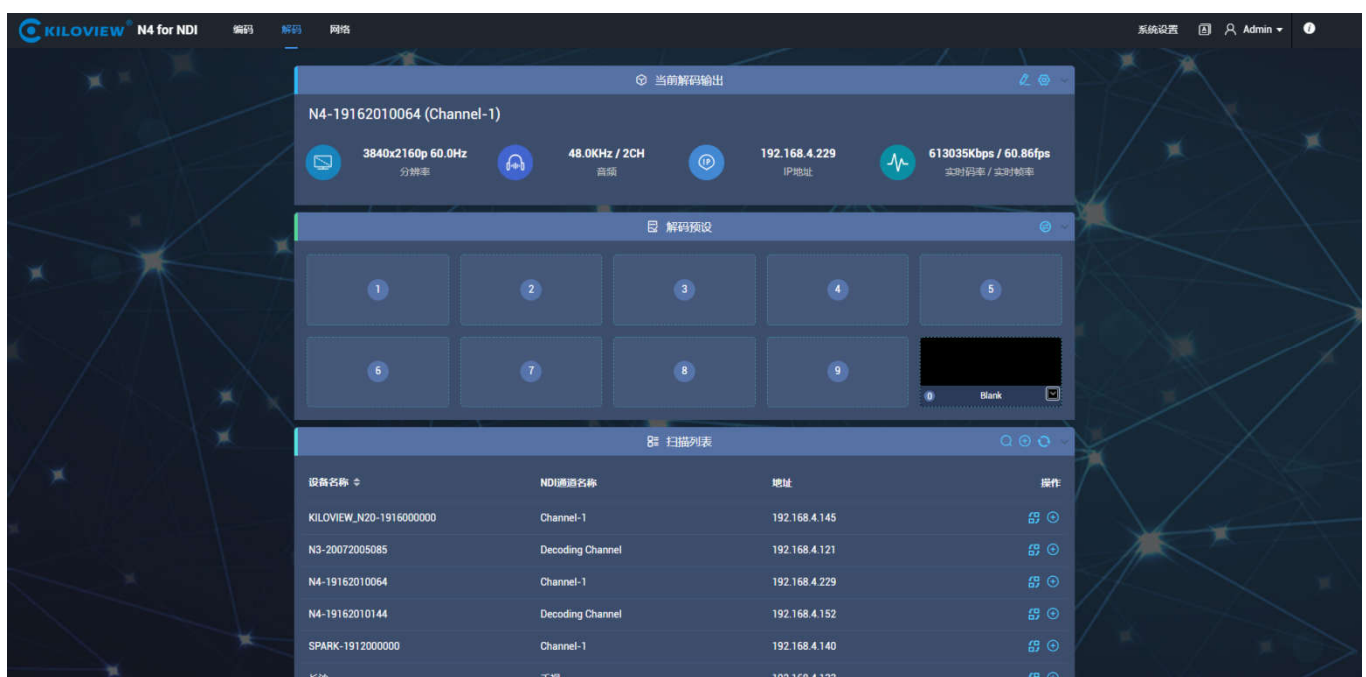 KILOVIEW® N4 for NDI 编码 解码 网络 系统设置 A Admin
当前解码输出
N4-19162010064 (Channel-1)
3840x2160p 60.0Hz 48.0KHz / 2CH IP 192.168.4.229 613035Kbps / 60.86fps
分辨率 音频 IP地址 实时码率 / 实时帧率
解码预设
1 2 3 4 5
6 7 8 9
0 Blank
扫描列表
设备名称 NDI通道名称 地址 操作
KILOVIEW_N20-1916000000 Channel-1 192.168.4.145
N3-20072005085 Decoding Channel 192.168.4.121
N4-19162010064 Channel-1 192.168.4.229
N4-19162010144 Decoding Channel 192.168.4.152
SPARK-1912000000 Channel-1 192.168.4.140